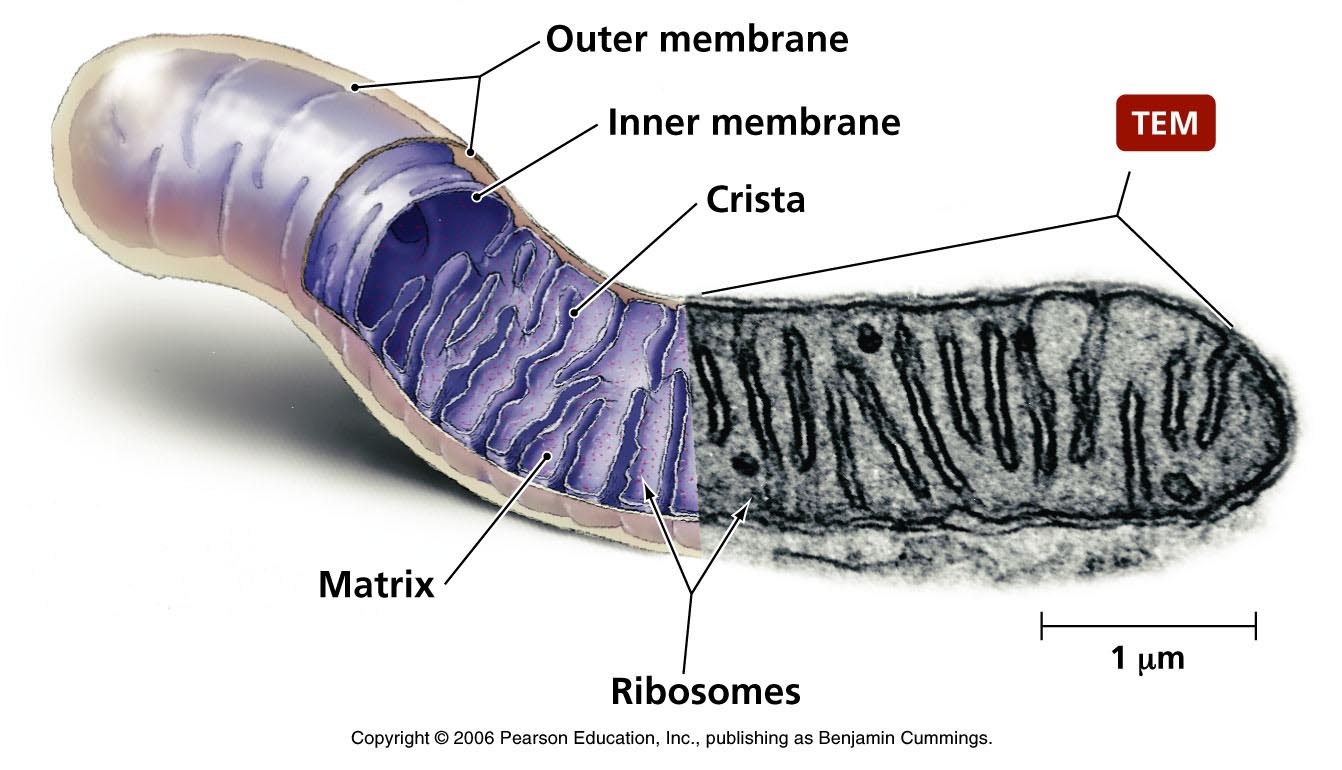 Outer membrane
Inner membrane
TEM
Crista
Matrix
1 μm
Ribosomes
Copyright © 2006 Pearson Education, Inc., publishing as Benjamin Cummings.